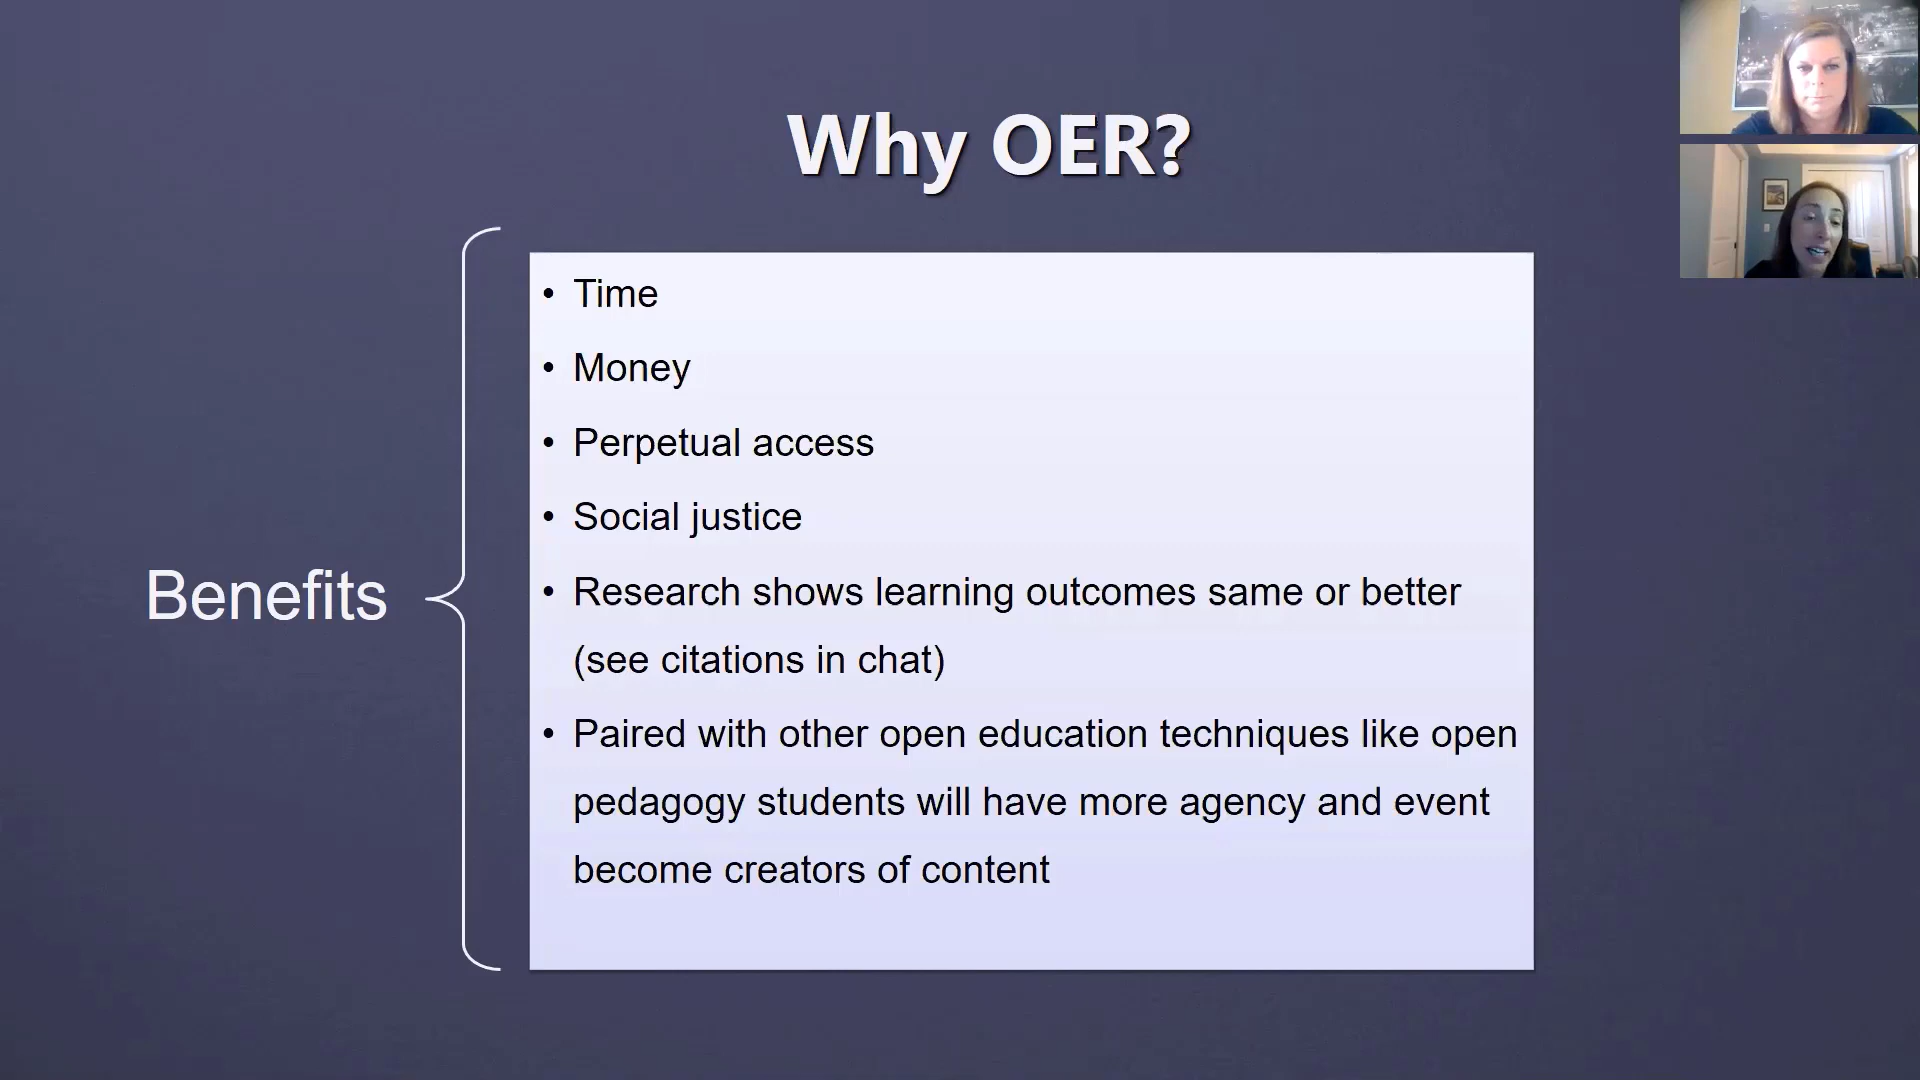 Why OER?
Benefits
• Time
• Money
• Perpetual access
• Social justice
• Research shows learning outcomes same or better
(see citations in chat)
• Paired with other open education techniques like open
pedagogy students will have more agency and event
become creators of content